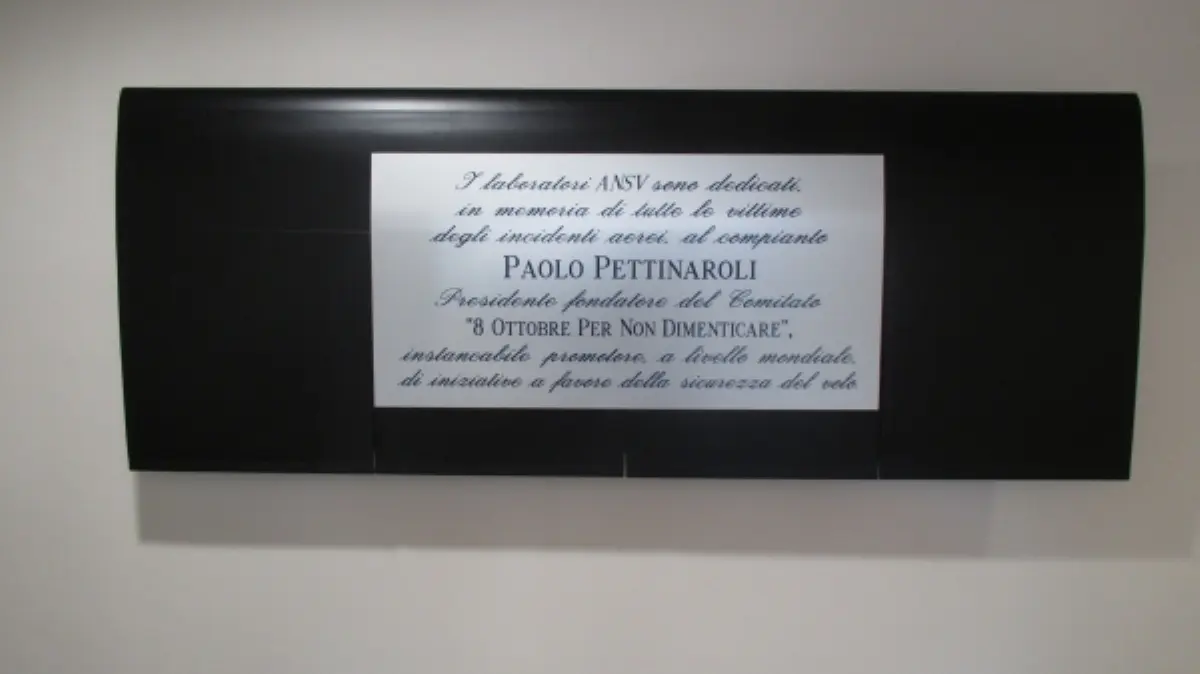 I laboratori ANSV sono dedicati,
in memoria di tutte le vittime
degli incidenti aerei, al compianto
PAOLO PETTINAROLI
Presidente fondatore del Comitato
"8 OTTOBRE PER NON DIMENTICARE",
instancabile promotore, a livello mondiale,
di iniziative a favore della sicurezza del volo